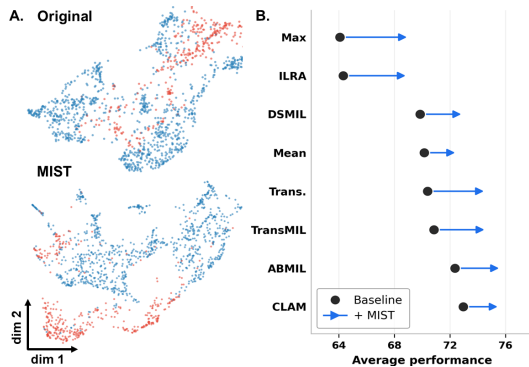 A. Original
MIST
dim 2
dim 1
B.
Max
ILRA
DSMIL
Mean
Trans.
TransMIL
ABMIL
CLAM
Baseline
+ MIST
64 68 72 76
Average performance